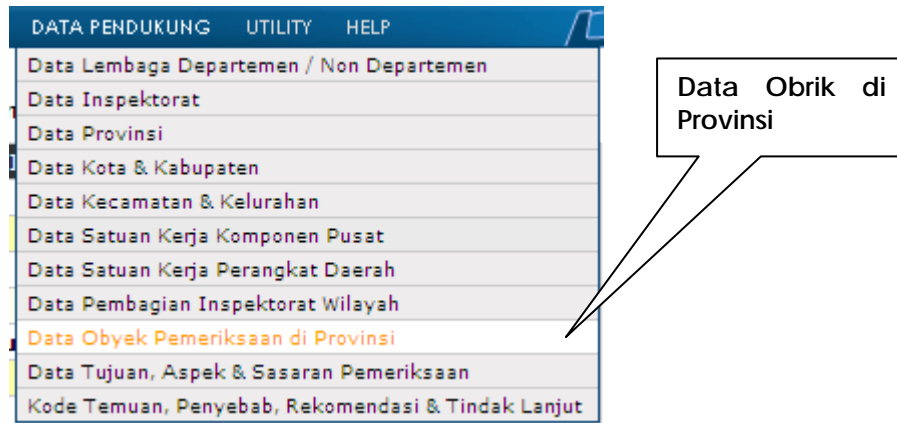 DATA PENDUKUNG UTILITY HELP
Data Lembaga Departemen / Non Departemen
Data Inspektorat
Data Provinsi
Data Kota & Kabupaten
Data Kecamatan & Kelurahan
Data Satuan Kerja Komponen Pusat
Data Satuan Kerja Perangkat Daerah
Data Pembagian Inspektorat Wilayah
Data Obyek Pemeriksaan di Provinsi
Data Tujuan, Aspek & Sasaran Pemeriksaan
Kode Temuan, Penyebab, Rekomendasi & Tindak Lanjut
Data Obrik di
Provinsi